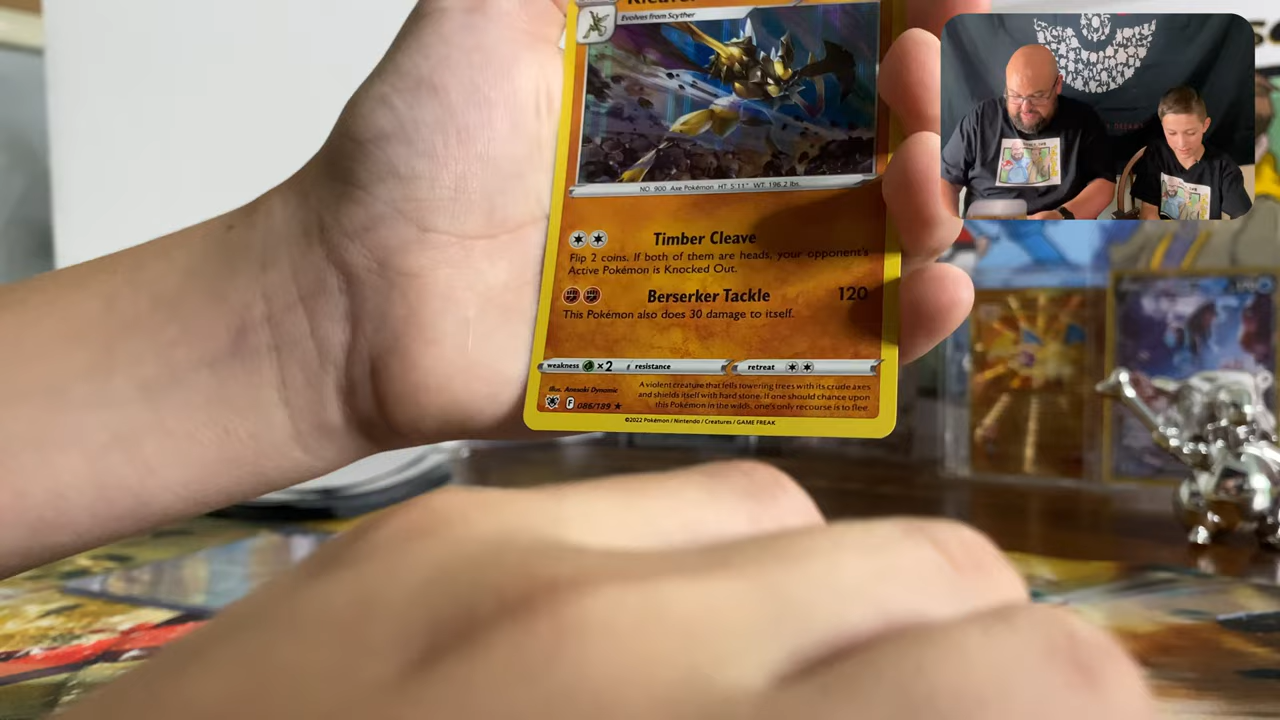 Evolves from Scyther
NO. 900 Axe Pokémon HT: 5'11" WT: 196.2 lbs.
Timber Cleave
Flip 2 coins. If both of them are heads, your opponent's
Active Pokémon is Knocked Out.
Berserker Tackle 120
This Pokémon also does 30 damage to itself.
weakness ×2 resistance retreat
Illus. Anesaki Dynamic
A violent creature that fells towering trees with its crude axes
and shields itself with hard stone. If one should chance upon
this Pokémon in the wilds, one's only recourse is to flee
F 086/189 ★
©2022 Pokémon / Nintendo / Creatures / GAME FREAK